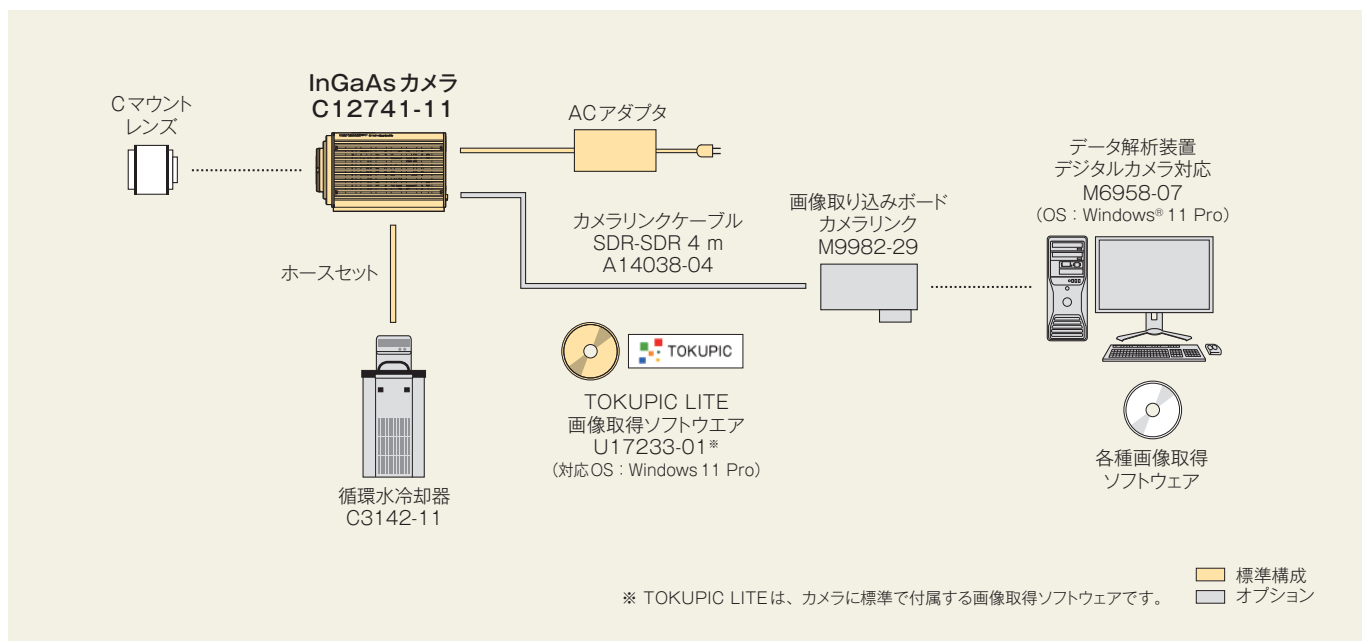 InGaAsカメラ
C12741-11
Cマウント
レンズ
ACアダプタ
データ解析装置
デジタルカメラ対応
M6958-07
(OS：Windows® 11 Pro)
画像取り込みボード
カメラリンク
M9982-29
カメラリンクケーブル
SDR-SDR 4 m
A14038-04
ホースセット
TOKUPIC
TOKUPIC LITE
画像取得ソフトウエア
U17233-01※
(対応OS：Windows 11 Pro)
各種画像取得
ソフトウェア
循環水冷却器
C3142-11
※ TOKUPIC LITEは、カメラに標準で付属する画像取得ソフトウェアです。
標準構成
オプション